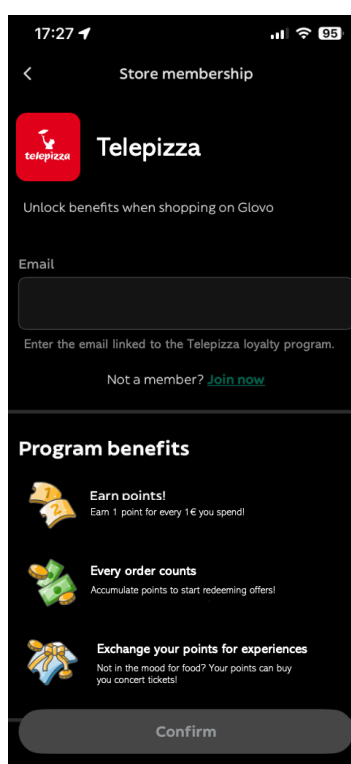 17:27
95
Store membership
telepizza
Telepizza
Unlock benefits when shopping on Glovo
Email
Enter the email linked to the Telepizza loyalty program.
Not a member? Join now
Program benefits
1
2
Earn points!
Earn 1 point for every 1€ you spend!
Every order counts
Accumulate points to start redeeming offers!
Exchange your points for experiences
Not in the mood for food? Your points can buy
you concert tickets!
Confirm